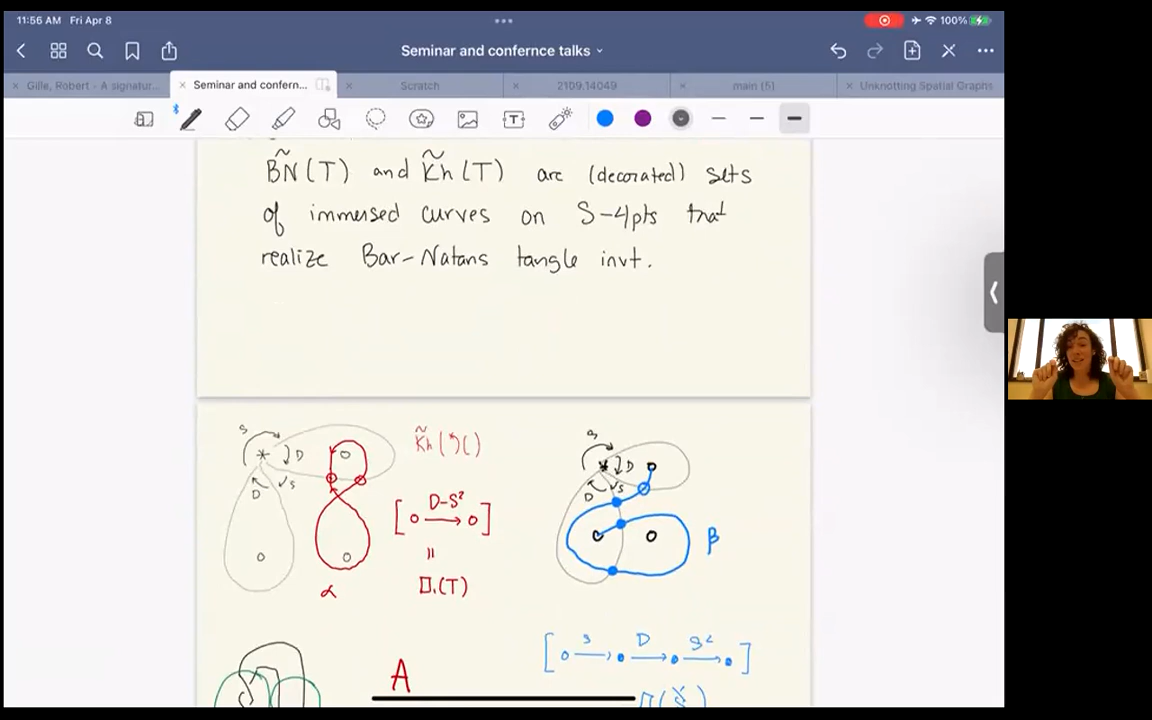 11:56 AM Fri Apr 8
100%
Seminar and confernce talks
Gille, Robert - A signatur...
Seminar and confern...
Scratch
2109.14049
main (5)
Unknotting Spatial Graphs
B̃N(T) and K̃h(T) are (decorated) sets
of immersed curves on S-4pts that
realize Bar-Natans tangle invt.
S
D
D
S
α
K̃h
[o D-S² → o]
=
D.(T)
D
D
S
β
A
[o S → • D → • S² → •]